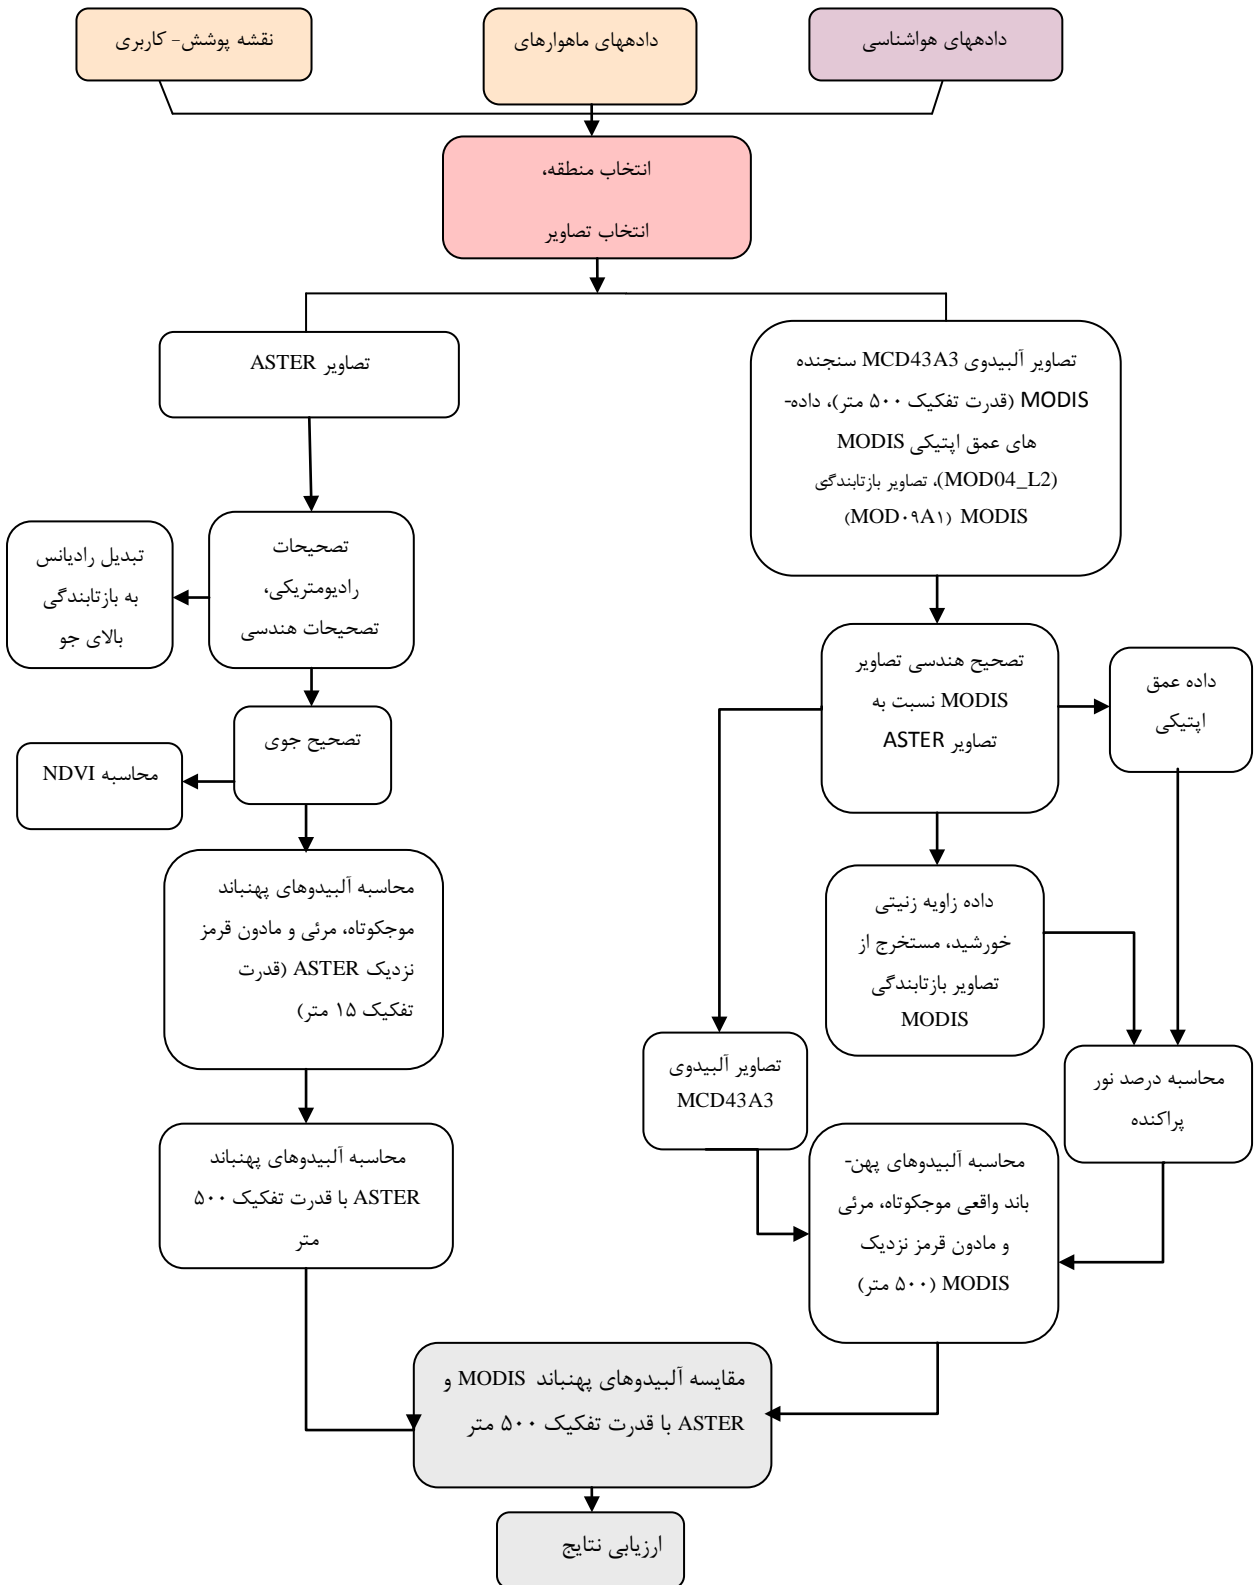 داده‎های هواشناسی
داده‎های ماهواره‎ای
نقشه پوشش- کاربری
انتخاب منطقه،
انتخاب تصاویر
تصاویر ASTER
تصاویر آلبیدوی MCD43A3 سنجنده
MODIS (قدرت تفکیک ۵۰۰ متر)، داده-
های عمق اپتیکی MODIS
(MOD04_L2)، تصاویر بازتابندگی
MODIS (MOD۰۹A۱)
تصحیحات
رادیومتریکی،
تصحیحات هندسی
تبدیل رادیانس
به بازتابندگی
بالای جو
تصحیح هندسی تصاویر
MODIS نسبت به
تصاویر ASTER
داده عمق
اپتیکی
تصحیح جوی
محاسبه NDVI
محاسبه آلبیدوهای پهنباند
موجکوتاه، مرئی و مادون قرمز
نزدیک ASTER (قدرت
تفکیک ۱۵ متر)
داده زاویه زنیتی
خورشید، مستخرج از
تصاویر بازتابندگی
MODIS
تصاویر آلبیدوی
MCD43A3
محاسبه درصد نور
پراکنده
محاسبه آلبیدوهای پهنباند
ASTER با قدرت تفکیک ۵۰۰
متر
محاسبه آلبیدوهای پهن-
باند واقعی موجکوتاه، مرئی
و مادون قرمز نزدیک
MODIS (۵۰۰ متر)
مقایسه آلبیدوهای پهنباند MODIS و
ASTER با قدرت تفکیک ۵۰۰ متر
ارزیابی نتایج